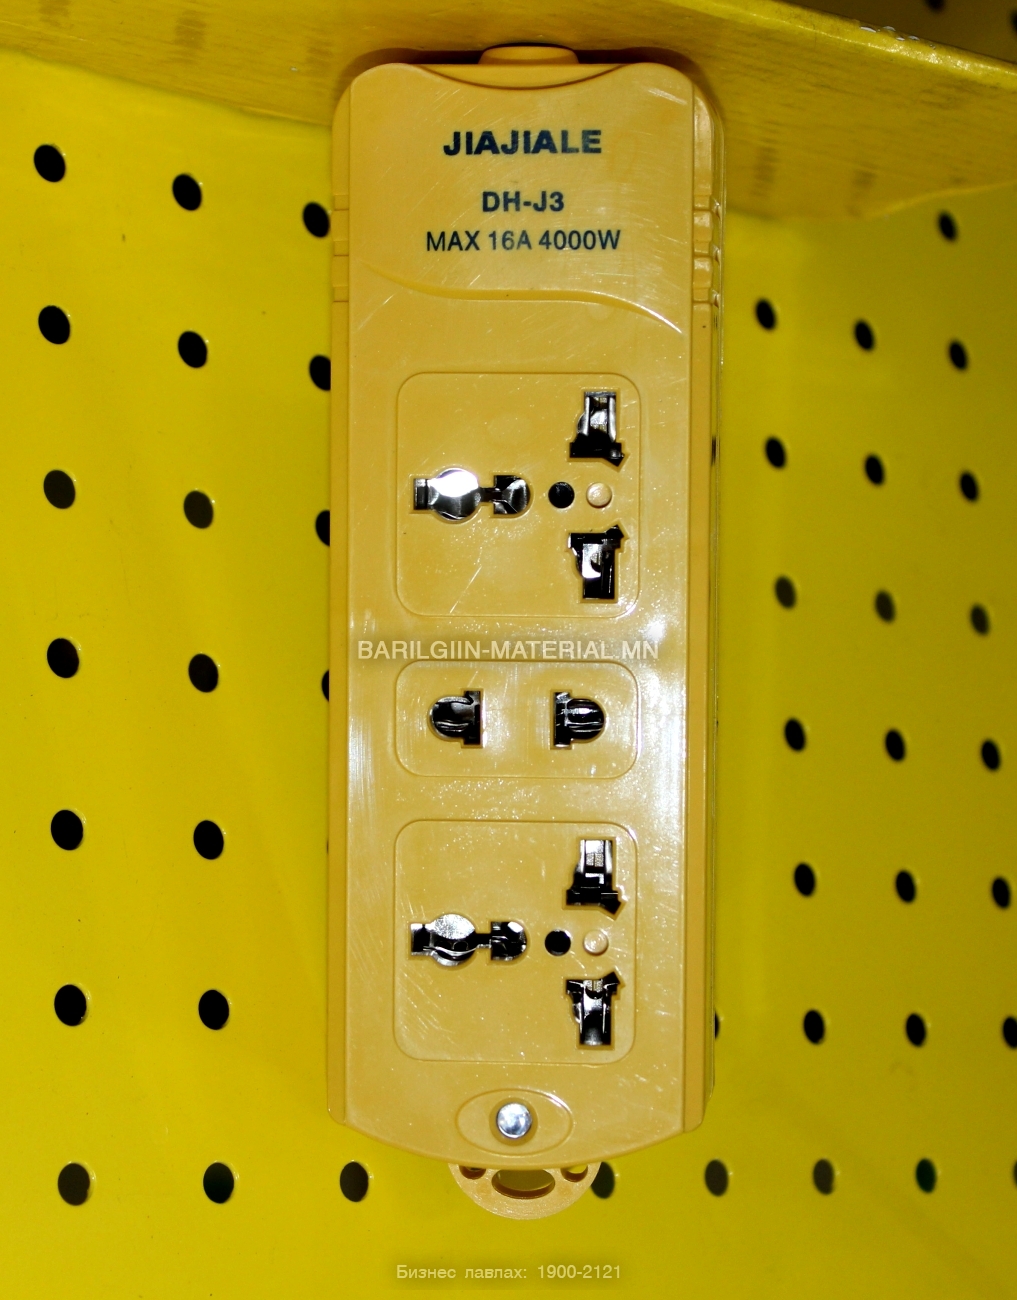 JIAJIALE
DH-J3
MAX 16A 4000W
BARILGIIN-MATERIAL.MN
Бизнес лавлах: 1900-2121